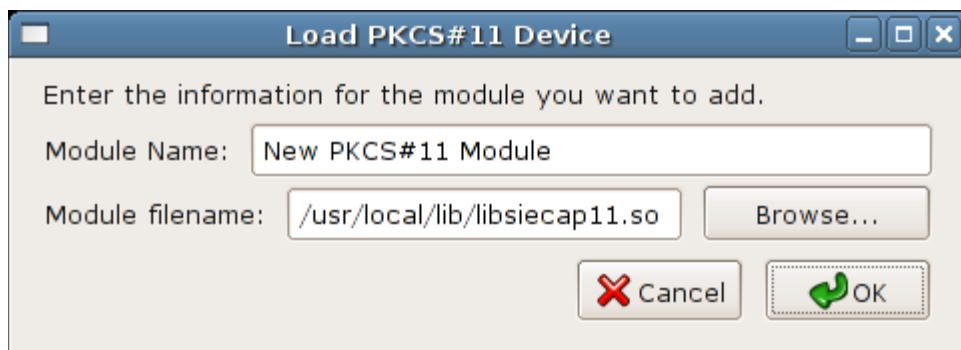 Load PKCS#11 Device
Enter the information for the module you want to add.
Module Name: New PKCS#11 Module
Module filename: /usr/local/lib/libsiecap11.so Browse...
Cancel OK